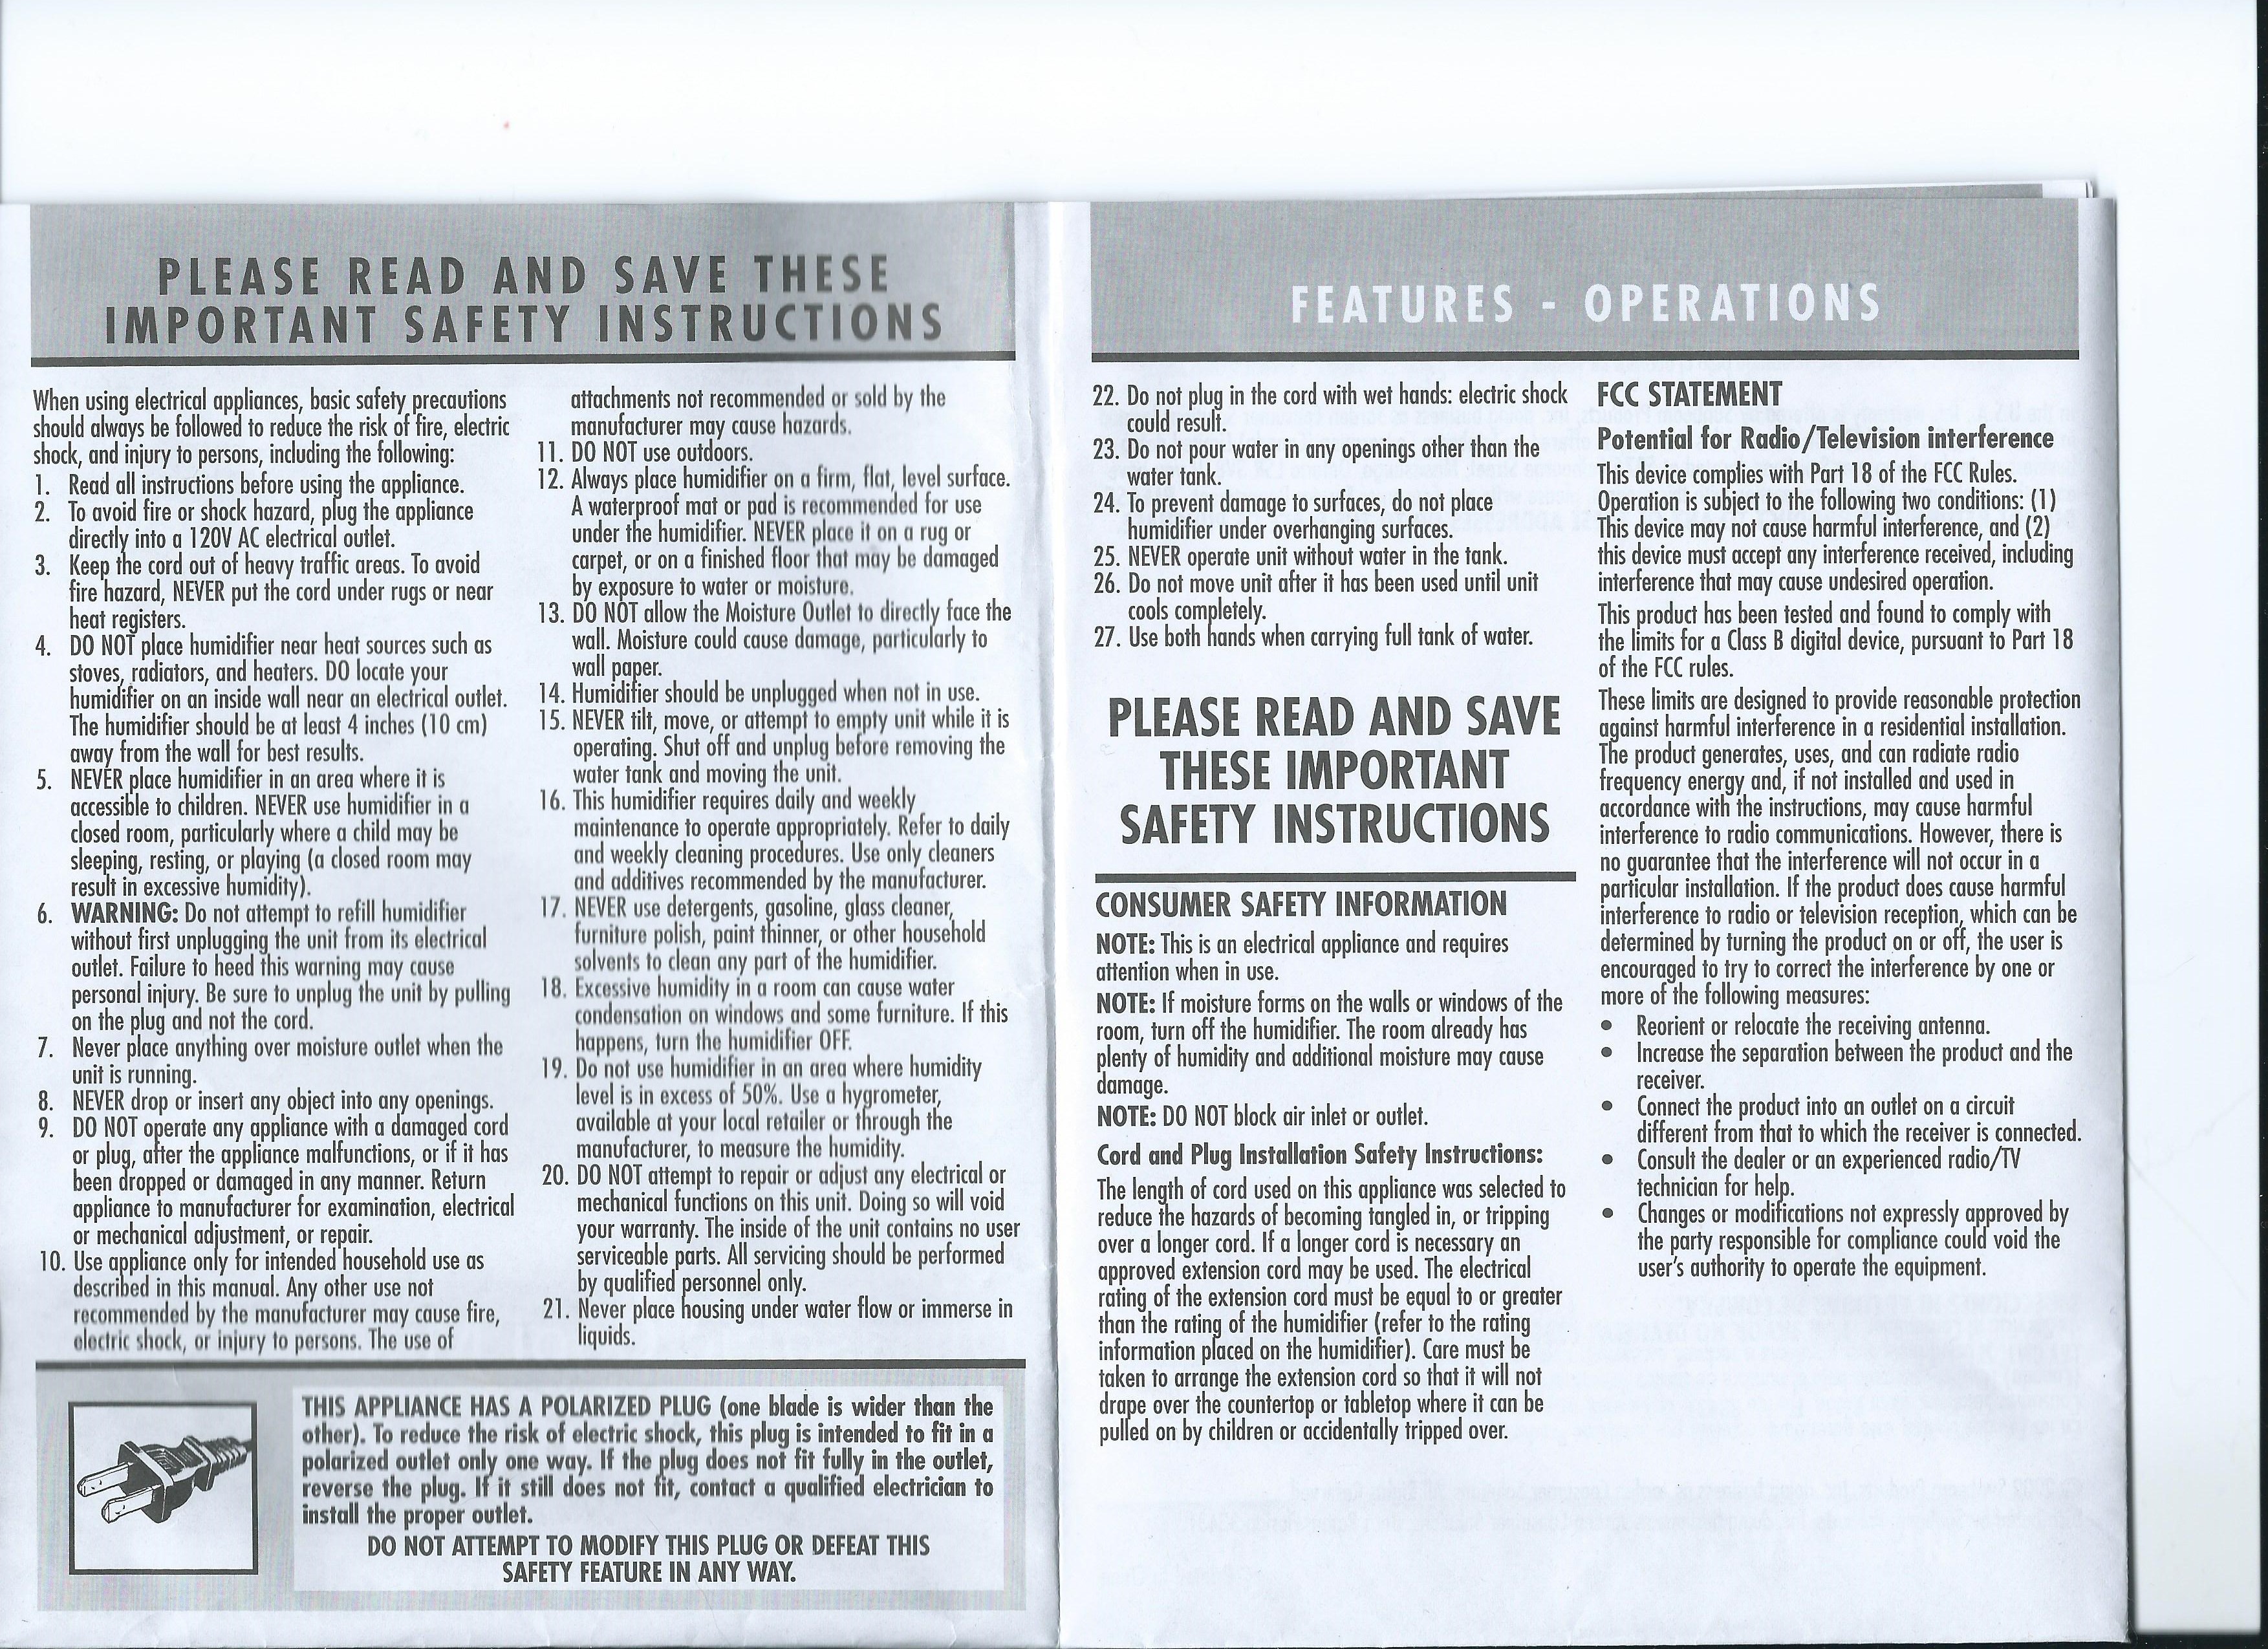 PLEASE READ AND SAVE THESE
IMPORTANT SAFETY INSTRUCTIONS
When using electrical appliances, basic safety precautions
should always be followed to reduce the risk of fire, electric
shock, and injury to persons, including the following:
1. Read all instructions before using the appliance.
2. To avoid fire or shock hazard, plug the appliance
directly into a 120V AC electrical outlet.
3. Keep the cord out of heavy traffic areas. To avoid
fire hazard, NEVER put the cord under rugs or near
heat registers.
4. DO NOT place humidifier near heat sources such as
stoves, radiators, and heaters. DO locate your
humidifier on an inside wall near an electrical outlet.
The humidifier should be at least 4 inches (10 cm)
away from the wall for best results.
5. NEVER place humidifier in an area where it is
accessible to children. NEVER use humidifier in a
closed room, particularly where a child may be
sleeping, resting, or playing (a closed room may
result in excessive humidity).
6. WARNING: Do not attempt to refill humidifier
without first unplugging the unit from its electrical
outlet. Failure to heed this warning may cause
personal injury. Be sure to unplug the unit by pulling
on the plug and not the cord.
7. Never place anything over moisture outlet when the
unit is running.
8. NEVER drop or insert any object into any openings.
9. DO NOT operate any appliance with a damaged cord
or plug, after the appliance malfunctions, or if it has
been dropped or damaged in any manner. Return
appliance to manufacturer for examination, electrical
or mechanical adjustment, or repair.
10. Use appliance only for intended household use as
described in this manual. Any other use not
recommended by the manufacturer may cause fire,
electric shock, or injury to persons. The use of
attachments not recommended or sold by the
manufacturer may cause hazards.
11. DO NOT use outdoors.
12. Always place humidifier on a firm, flat, level surface.
A waterproof mat or pad is recommended for use
under the humidifier. NEVER place it on a rug or
carpet, or on a finished floor that may be damaged
by exposure to water or moisture.
13. DO NOT allow the Moisture Outlet to directly face the
wall. Moisture could cause damage, particularly to
wall paper.
14. Humidifier should be unplugged when not in use.
15. NEVER tilt, move, or attempt to empty unit while it is
operating. Shut off and unplug before removing the
water tank and moving the unit.
16. This humidifier requires daily and weekly
maintenance to operate appropriately. Refer to daily
and weekly cleaning procedures. Use only cleaners
and additives recommended by the manufacturer.
17. NEVER use detergents, gasoline, glass cleaner,
furniture polish, paint thinner, or other household
solvents to clean any part of the humidifier.
18. Excessive humidity in a room can cause water
condensation on windows and some furniture. If this
happens, turn the humidifier OFF.
19. Do not use humidifier in an area where humidity
level is in excess of 50%. Use a hygrometer,
available at your local retailer or through the
manufacturer, to measure the humidity.
20. DO NOT attempt to repair or adjust any electrical or
mechanical functions on this unit. Doing so will void
your warranty. The inside of the unit contains no user
serviceable parts. All servicing should be performed
by qualified personnel only.
21. Never place housing under water flow or immerse in
liquids.
THIS APPLIANCE HAS A POLARIZED PLUG (one blade is wider than the
other). To reduce the risk of electric shock, this plug is intended to fit in a
polarized outlet only one way. If the plug does not fit fully in the outlet,
reverse the plug. If it still does not fit, contact a qualified electrician to
install the proper outlet.
DO NOT ATTEMPT TO MODIFY THIS PLUG OR DEFEAT THIS
SAFETY FEATURE IN ANY WAY.
FEATURES - OPERATIONS
22. Do not plug in the cord with wet hands: electric shock
could result.
23. Do not pour water in any openings other than the
water tank.
24. To prevent damage to surfaces, do not place
humidifier under overhanging surfaces.
25. NEVER operate unit without water in the tank.
26. Do not move unit after it has been used until unit
cools completely.
27. Use both hands when carrying full tank of water.
PLEASE READ AND SAVE
THESE IMPORTANT
SAFETY INSTRUCTIONS
CONSUMER SAFETY INFORMATION
NOTE: This is an electrical appliance and requires
attention when in use.
NOTE: If moisture forms on the walls or windows of the
room, turn off the humidifier. The room already has
plenty of humidity and additional moisture may cause
damage.
NOTE: DO NOT block air inlet or outlet.
Cord and Plug Installation Safety Instructions:
The length of cord used on this appliance was selected to
reduce the hazards of becoming tangled in, or tripping
over a longer cord. If a longer cord is necessary an
approved extension cord may be used. The electrical
rating of the extension cord must be equal to or greater
than the rating of the humidifier (refer to the rating
information placed on the humidifier). Care must be
taken to arrange the extension cord so that it will not
drape over the countertop or tabletop where it can be
pulled on by children or accidentally tripped over.
FCC STATEMENT
Potential for Radio/Television interference
This device complies with Part 18 of the FCC Rules.
Operation is subject to the following two conditions: (1)
This device may not cause harmful interference, and (2)
this device must accept any interference received, including
interference that may cause undesired operation.
This product has been tested and found to comply with
the limits for a Class B digital device, pursuant to Part 18
of the FCC rules.
These limits are designed to provide reasonable protection
against harmful interference in a residential installation.
The product generates, uses, and can radiate radio
frequency energy and, if not installed and used in
accordance with the instructions, may cause harmful
interference to radio communications. However, there is
no guarantee that the interference will not occur in a
particular installation. If the product does cause harmful
interference to radio or television reception, which can be
determined by turning the product on or off, the user is
encouraged to try to correct the interference by one or
more of the following measures:
• Reorient or relocate the receiving antenna.
• Increase the separation between the product and the
receiver.
• Connect the product into an outlet on a circuit
different from that to which the receiver is connected.
• Consult the dealer or an experienced radio/TV
technician for help.
• Changes or modifications not expressly approved by
the party responsible for compliance could void the
user's authority to operate the equipment.